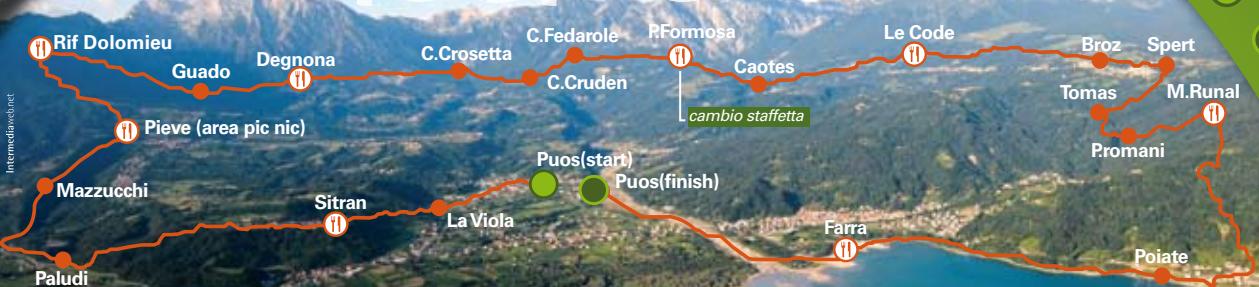 Rif Dolomieu
Guado
Degnona
C.Crosetta
C.Fedarole
C.Cruden
P.Formosa
cambio staffetta
Caotes
Le Code
Broz
Spert
Tomas
P.romani
M.Runal
Pieve (area pic nic)
Mazzucchi
Paludi
Sitran
La Viola
Puos(start)
Puos(finish)
Farra
Poiate
Intermediaweb.net